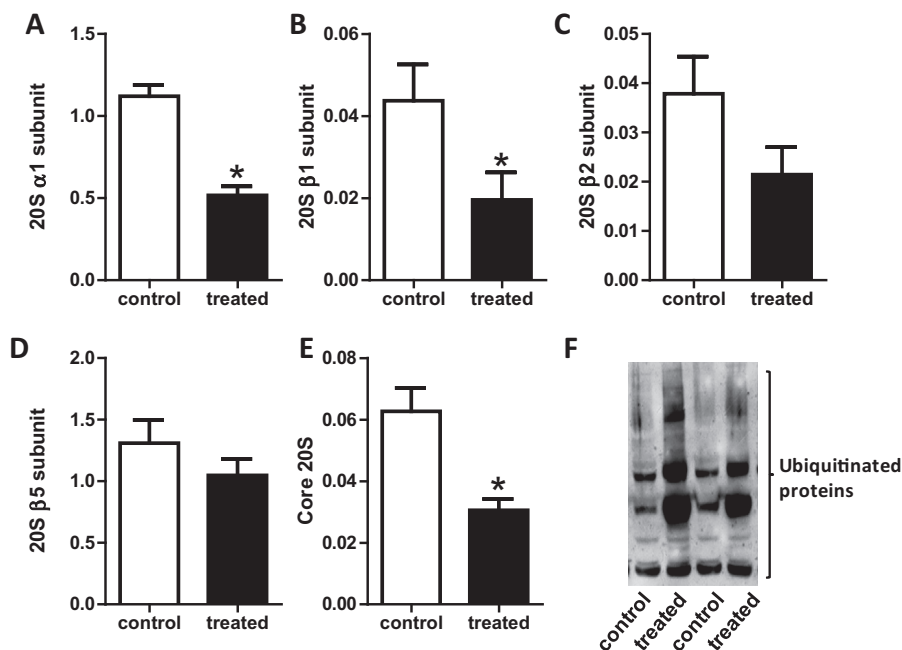 A
20S α1 subunit
1.5
1.0
0.5
0.0
*
control treated
B
20S β1 subunit
0.06
0.04
0.02
0.00
*
control treated
C
20S β2 subunit
0.05
0.04
0.03
0.02
0.01
0.00
control treated
D
20S β5 subunit
2.0
1.5
1.0
0.5
0.0
control treated
E
Core 20S
0.08
0.06
0.04
0.02
0.00
*
control treated
F
Ubiquitinated
proteins
control
treated
control
treated